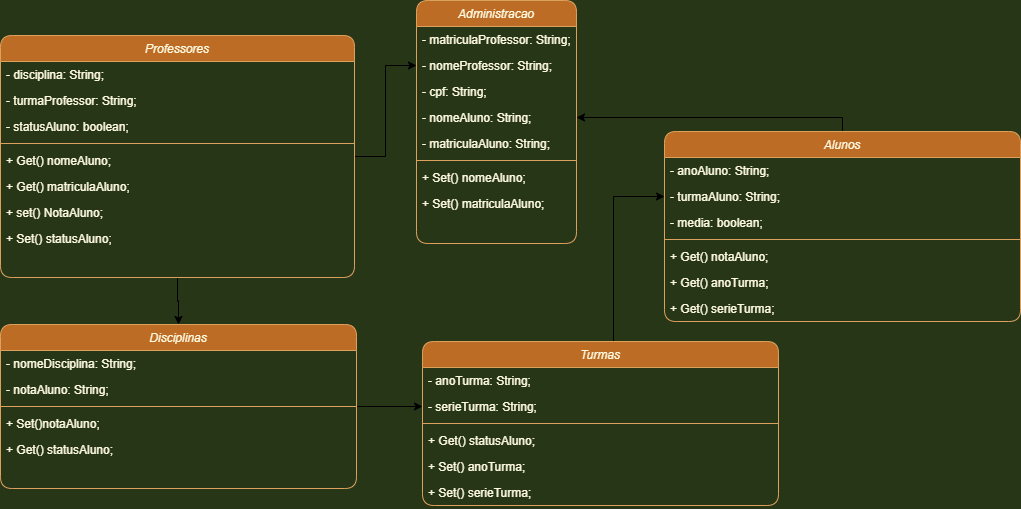 Professores
- disciplina: String;
- turmaProfessor: String;
- statusAluno: boolean;
+ Get() nomeAluno;
+ Get() matriculaAluno;
+ set() NotaAluno;
+ Set() statusAluno;
Administracao
- matriculaProfessor: String;
- nomeProfessor: String;
- cpf: String;
- nomeAluno: String;
- matriculaAluno: String;
+ Set() nomeAluno;
+ Set() matriculaAluno;
Alunos
- anoAluno: String;
- turmaAluno: String;
- media: boolean;
+ Get() notaAluno;
+ Get() anoTurma;
+ Get() serieTurma;
Disciplinas
- nomeDisciplina: String;
- notaAluno: String;
+ Set()notaAluno;
+ Get() statusAluno;
Turmas
- anoTurma: String;
- serieTurma: String;
+ Get() statusAluno;
+ Set() anoTurma;
+ Set() serieTurma;